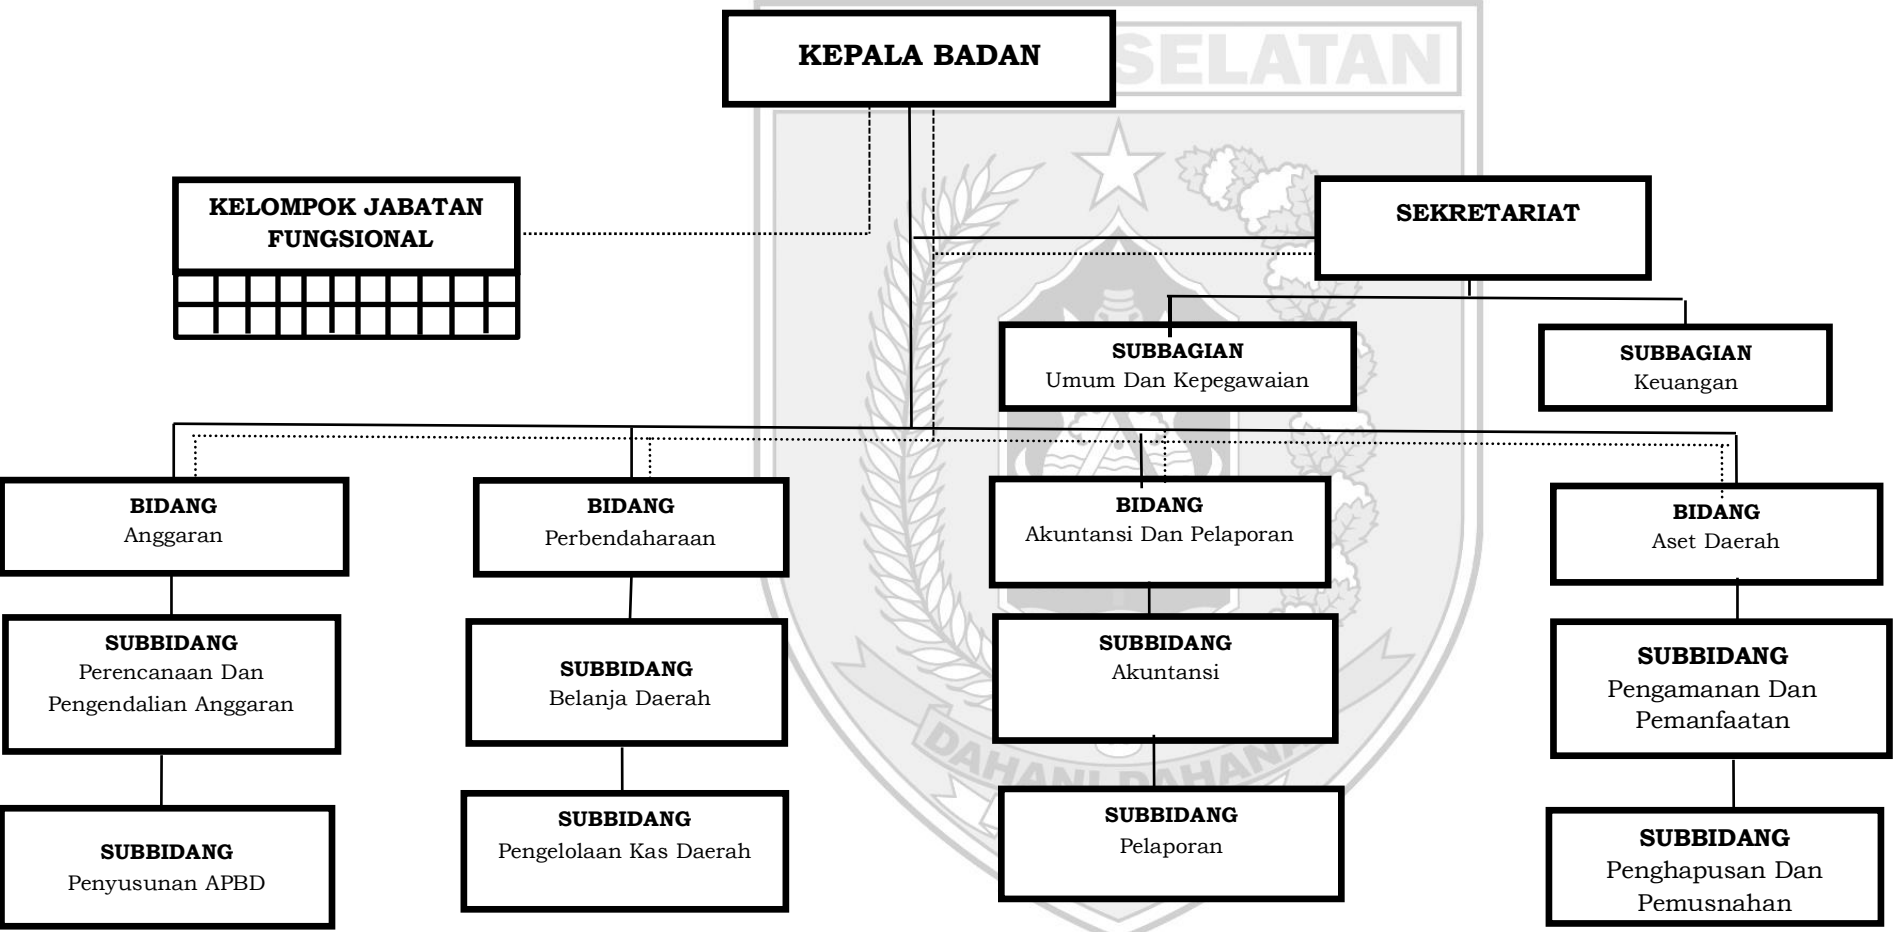 KEPALA BADAN
SELATAN
KELOMPOK JABATAN
FUNGSIONAL
SEKRETARIAT
SUBBAGIAN
Umum Dan Kepegawaian
SUBBAGIAN
Keuangan
BIDANG
Anggaran
BIDANG
Perbendaharaan
BIDANG
Akuntansi Dan Pelaporan
BIDANG
Aset Daerah
SUBBIDANG
Perencanaan Dan
Pengendalian Anggaran
SUBBIDANG
Belanja Daerah
SUBBIDANG
Akuntansi
SUBBIDANG
Pengamanan Dan
Pemanfaatan
DAHANI DAHANA
SUBBIDANG
Penyusunan APBD
SUBBIDANG
Pengelolaan Kas Daerah
SUBBIDANG
Pelaporan
SUBBIDANG
Penghapusan Dan
Pemusnahan